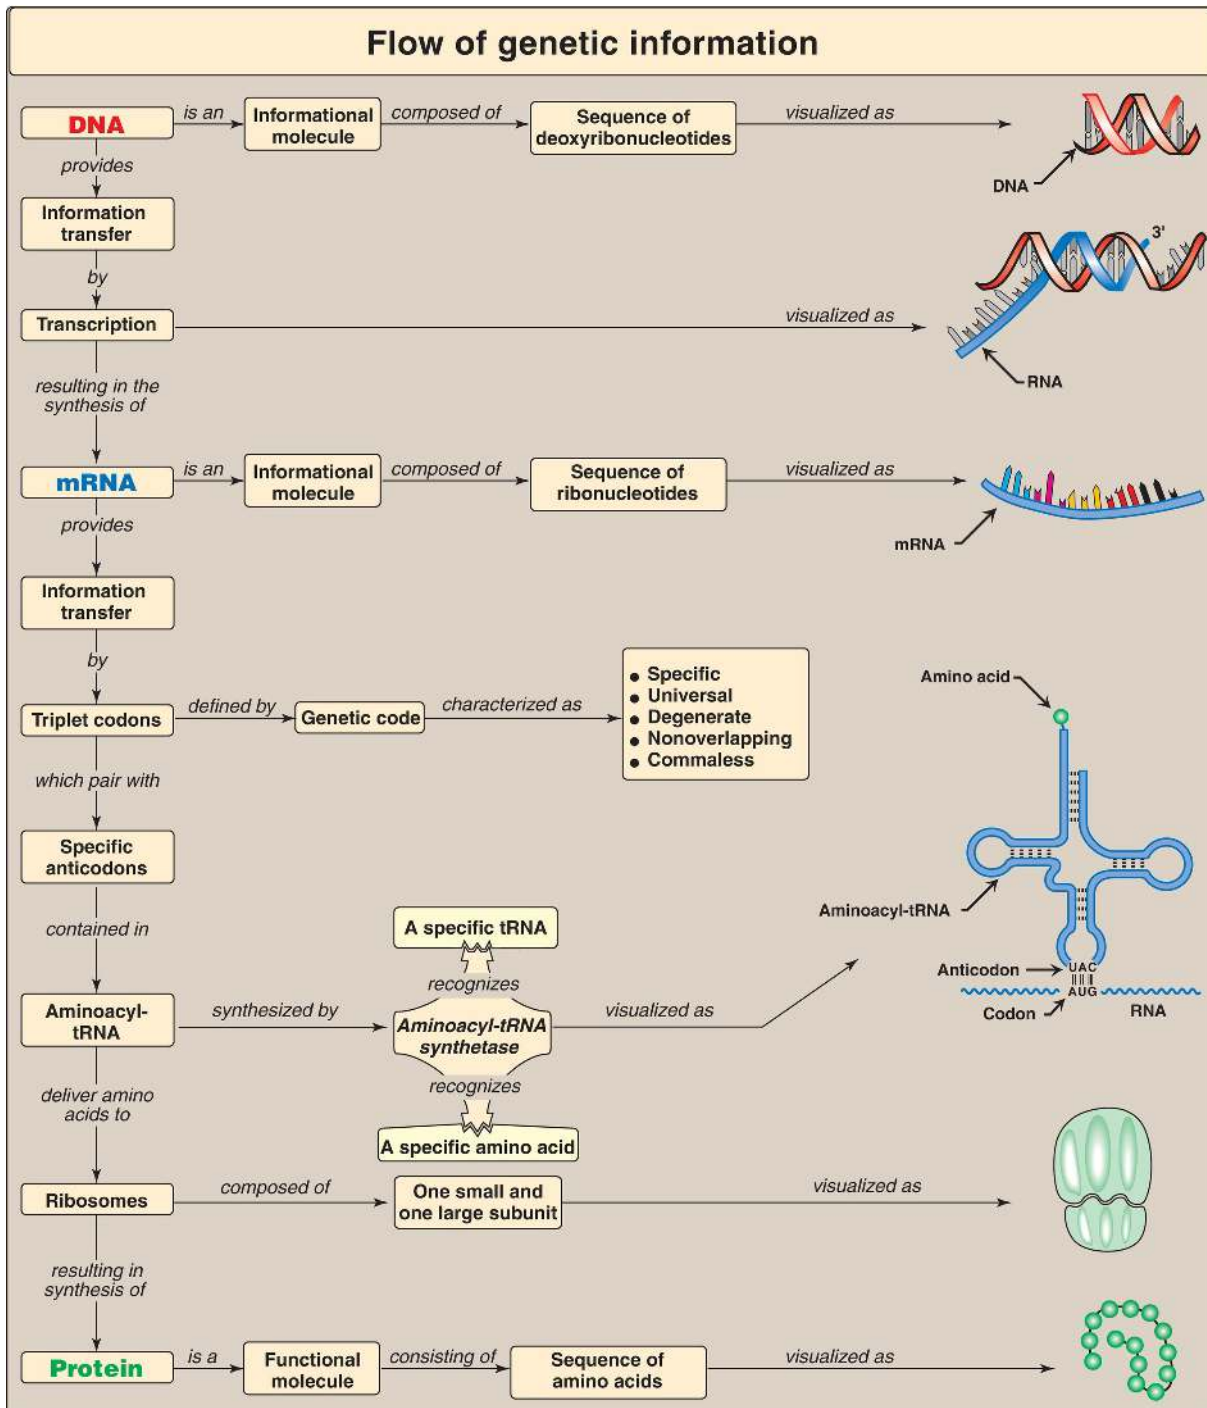 Flow of genetic information
DNA
is an
Informational
molecule
composed of
Sequence of
deoxyribonucleotides
visualized as
DNA
provides
Information
transfer
by
3'
Transcription
visualized as
RNA
resulting in the
synthesis of
mRNA
is an
Informational
molecule
composed of
Sequence of
ribonucleotides
visualized as
mRNA
provides
Information
transfer
by
Triplet codons
defined by
Genetic code
characterized as
• Specific
• Universal
• Degenerate
• Nonoverlapping
• Commaless
Amino acid
which pair with
Specific
anticodons
contained in
Aminoacyl-tRNA
A specific tRNA
recognizes
Aminoacyl-
tRNA
synthesized by
Aminoacyl-tRNA
synthetase
visualized as
Anticodon
UAC
AUG
Codon
RNA
recognizes
A specific amino acid
deliver amino
acids to
Ribosomes
composed of
One small and
one large subunit
visualized as
resulting in
synthesis of
Protein
is a
Functional
molecule
consisting of
Sequence of
amino acids
visualized as